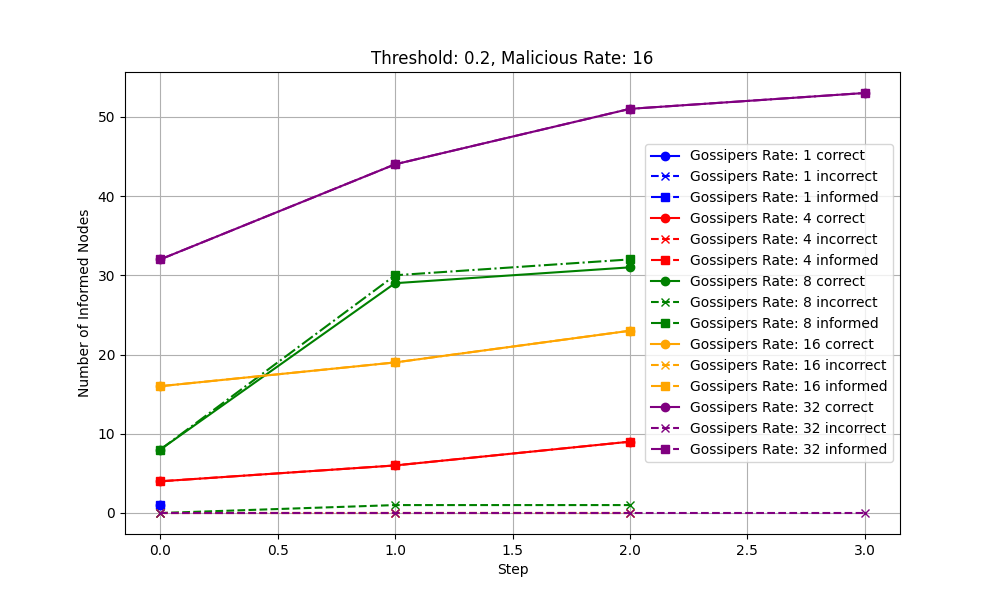 Threshold: 0.2, Malicious Rate: 16
Number of Informed Nodes
50
40
30
20
10
0
Gossipers Rate: 1 correct
Gossipers Rate: 1 incorrect
Gossipers Rate: 1 informed
Gossipers Rate: 4 correct
Gossipers Rate: 4 incorrect
Gossipers Rate: 4 informed
Gossipers Rate: 8 correct
Gossipers Rate: 8 incorrect
Gossipers Rate: 8 informed
Gossipers Rate: 16 correct
Gossipers Rate: 16 incorrect
Gossipers Rate: 16 informed
Gossipers Rate: 32 correct
Gossipers Rate: 32 incorrect
Gossipers Rate: 32 informed
0.0 0.5 1.0 1.5 2.0 2.5 3.0
Step